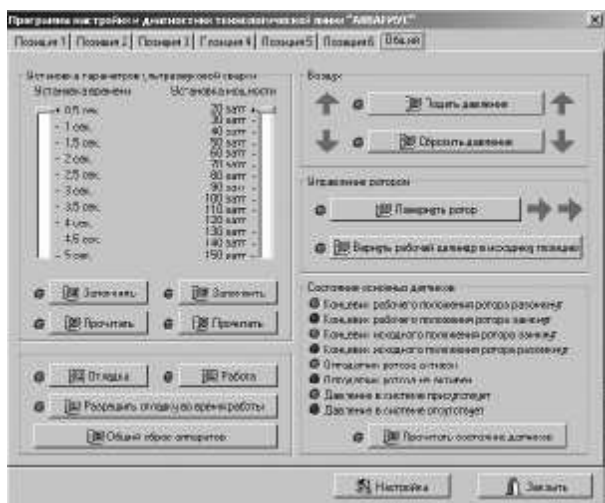 Программа настройки и диагностики технологической линии "АКВАРИУС"
Позиция 1 Позиция 2 Позиция 3 Позиция 4 Позиция 5 Позиция 6 Общий
Установка параметров ультразвуковой сварки
Установка времени Установка мощности
0,5 сек. 20 ватт
30 ватт
1 сек. 40 ватт
1,5 сек. 50 ватт
60 ватт
2 сек. 70 ватт
2,5 сек. 80 ватт
3 сек. 90 ватт
100 ватт
3,5 сек. 110 ватт
4 сек. 120 ватт
4,5 сек. 130 ватт
140 ватт
5 сек. 150 ватт
Запомнить Запомнить
Прочитать Прочитать
Отладка Работа
Разрешить отладку во время работы
Общий сброс аппаратов
Воздух
Подать давление
Сбросить давление
Управление ротором
Повернуть ротор
Вернуть рабочий цилиндр в исходную позицию
Состояние основных датчиков
Концевик рабочего положения ротора разомкнут
Концевик рабочего положения ротора замкнут
Концевик исходного положения ротора замкнут
Концевик исходного положения ротора разомкнут
Оптодатчик ротора активен
Оптодатчик ротора не активен
Давление в системе присутствует
Давление в системе отсутствует
Прочитать состояние датчиков
Настройка Закрыть